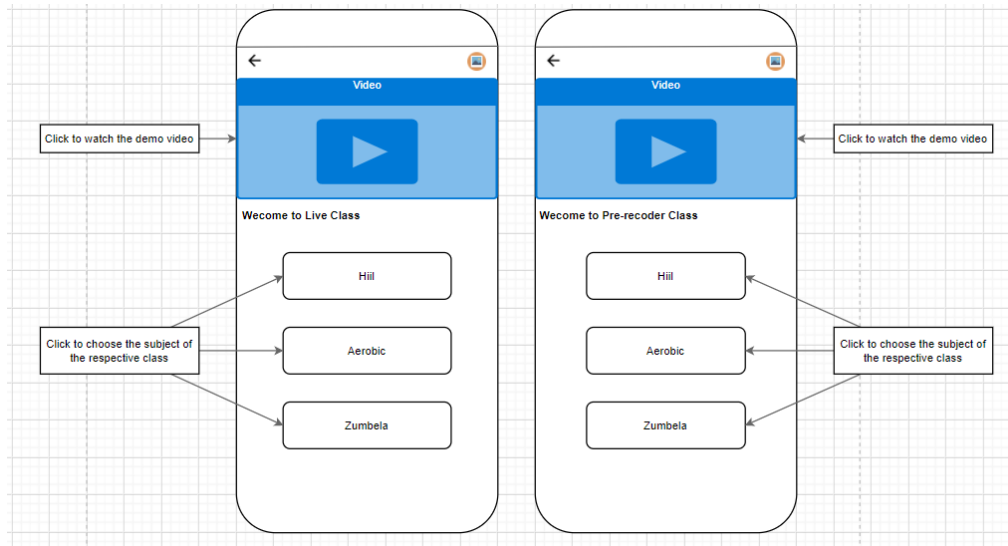 Video
Click to watch the demo video
Wecome to Live Class
Hiil
Click to choose the subject of
the respective class
Aerobic
Zumbela
Video
Click to watch the demo video
Wecome to Pre-recoder Class
Hiil
Click to choose the subject of
the respective class
Aerobic
Zumbela